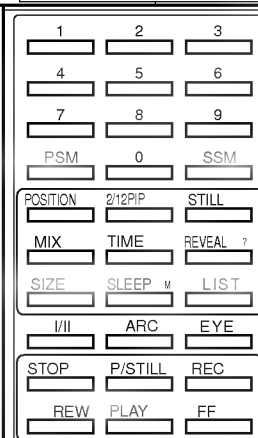 1 2 3
4 5 6
7 8 9
PSM 0 SSM
POSITION 2/12PIP STILL
MIX TIME REVEAL ?
SIZE SLEEP M LIST
I/II ARC EYE
STOP P/STILL REC
REW PLAY FF